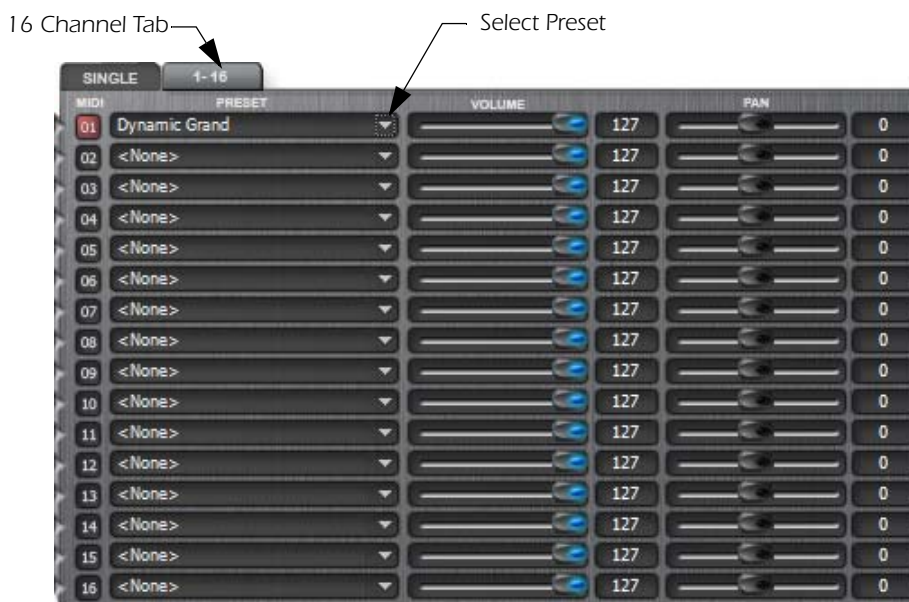 16 Channel Tab
Select Preset
SINGLE 1-16
MIDI PRESET VOLUME PAN
01 Dynamic Grand 127 0
02 <None> 127 0
03 <None> 127 0
04 <None> 127 0
05 <None> 127 0
06 <None> 127 0
07 <None> 127 0
08 <None> 127 0
09 <None> 127 0
10 <None> 127 0
11 <None> 127 0
12 <None> 127 0
13 <None> 127 0
14 <None> 127 0
15 <None> 127 0
16 <None> 127 0